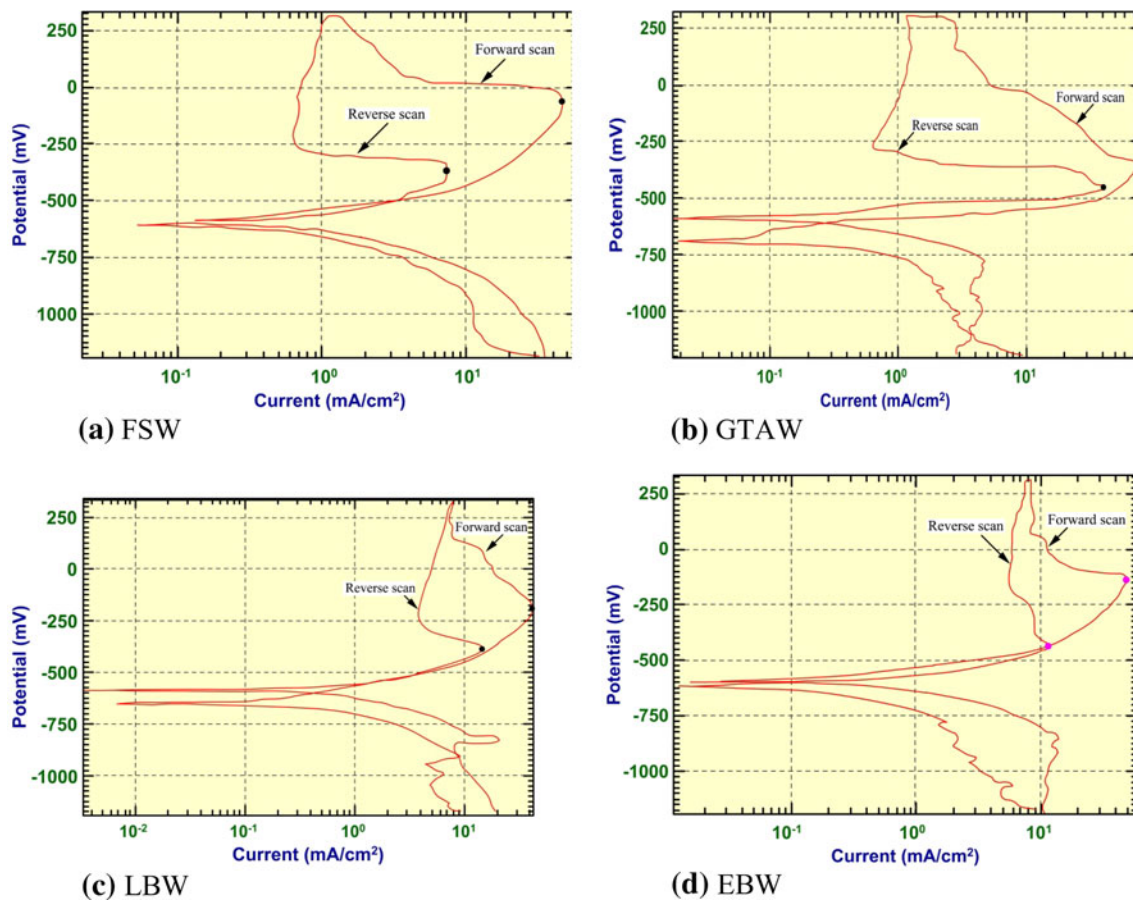 250
0
-250
-500
-750
1000
Potential (mV)
Forward scan
Reverse scan
10-1
100
101
Current (mA/cm2)
(a) FSW
250
0
-250
-500
-750
-1000
Potential (mV)
Forward scan
Reverse scan
10-1
100
101
Current (mA/cm2)
(b) GTAW
250
0
-250
-500
-750
-1000
Potential (mV)
Forward scan
Reverse scan
10-2
10-1
100
101
Current (mA/cm2)
(c) LBW
250
0
-250
-500
-750
-1000
Potential (mV)
Reverse scan
Forward scan
10-1
100
101
Current (mA/cm2)
(d) EBW